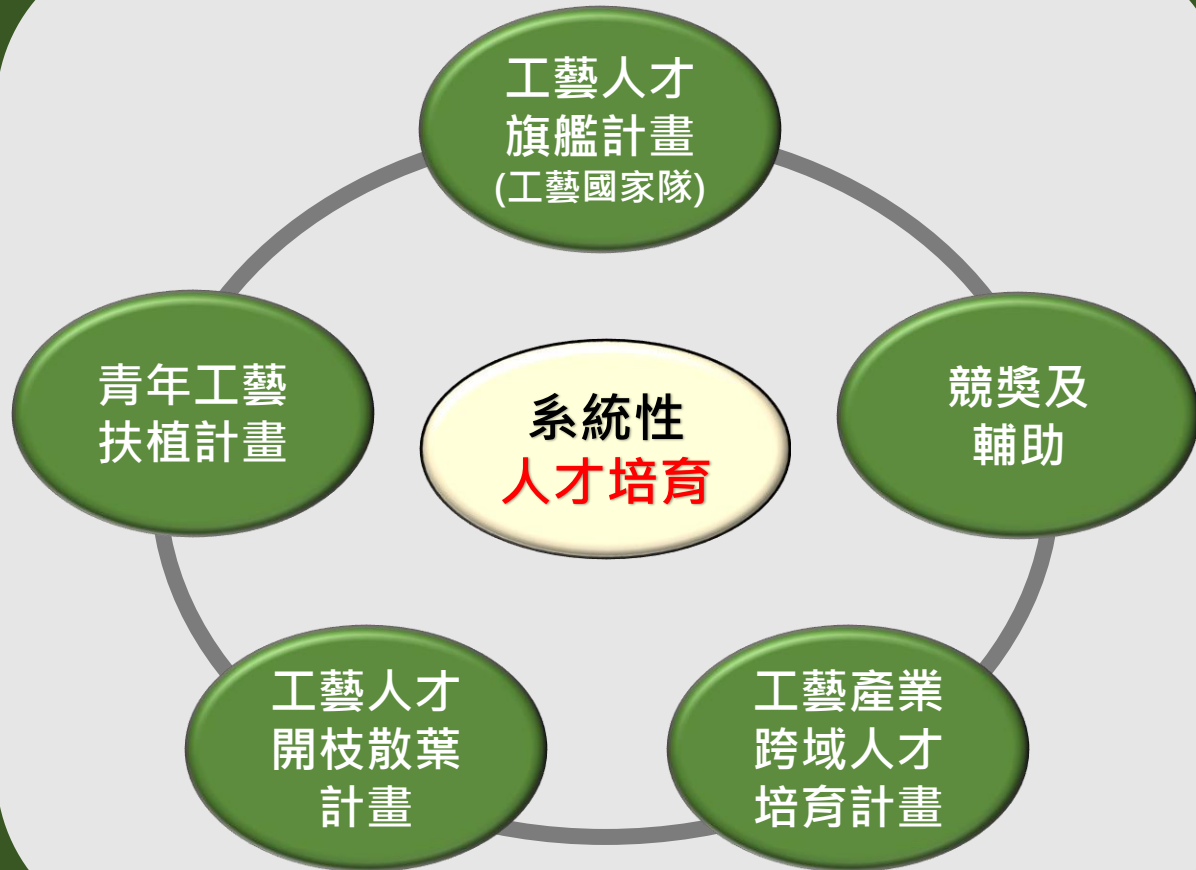 工藝人才
旗艦計畫
(工藝國家隊)
青年工藝
扶植計畫
系統性
人才培育
競獎及
輔助
工藝人才
開枝散葉
計畫
工藝產業
跨域人才
培育計畫